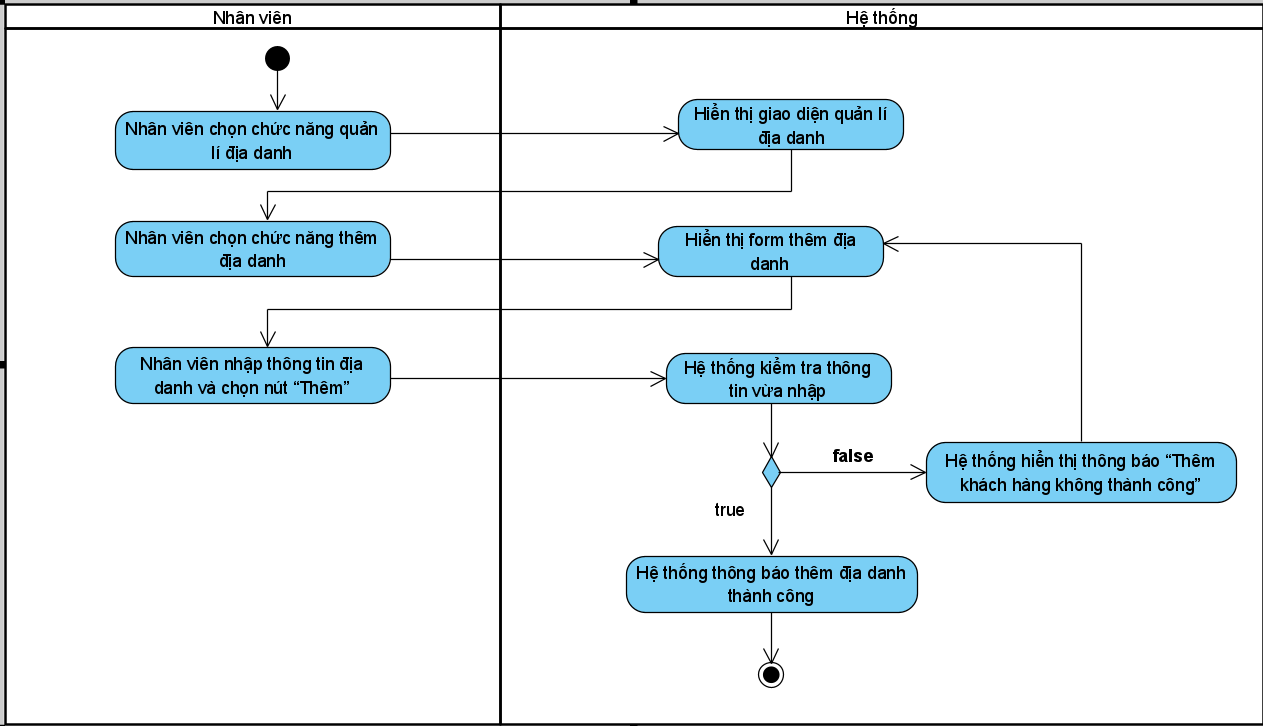 Nhân viên
Hệ thống
Nhân viên chọn chức năng quản
lí địa danh
Hiển thị giao diện quản lí
địa danh
Nhân viên chọn chức năng thêm
địa danh
Hiển thị form thêm địa
danh
Nhân viên nhập thông tin địa
danh và chọn nút “Thêm”
Hệ thống kiểm tra thông
tin vừa nhập
false
Hệ thống hiển thị thông báo “Thêm
khách hàng không thành công”
true
Hệ thống thông báo thêm địa danh
thành công